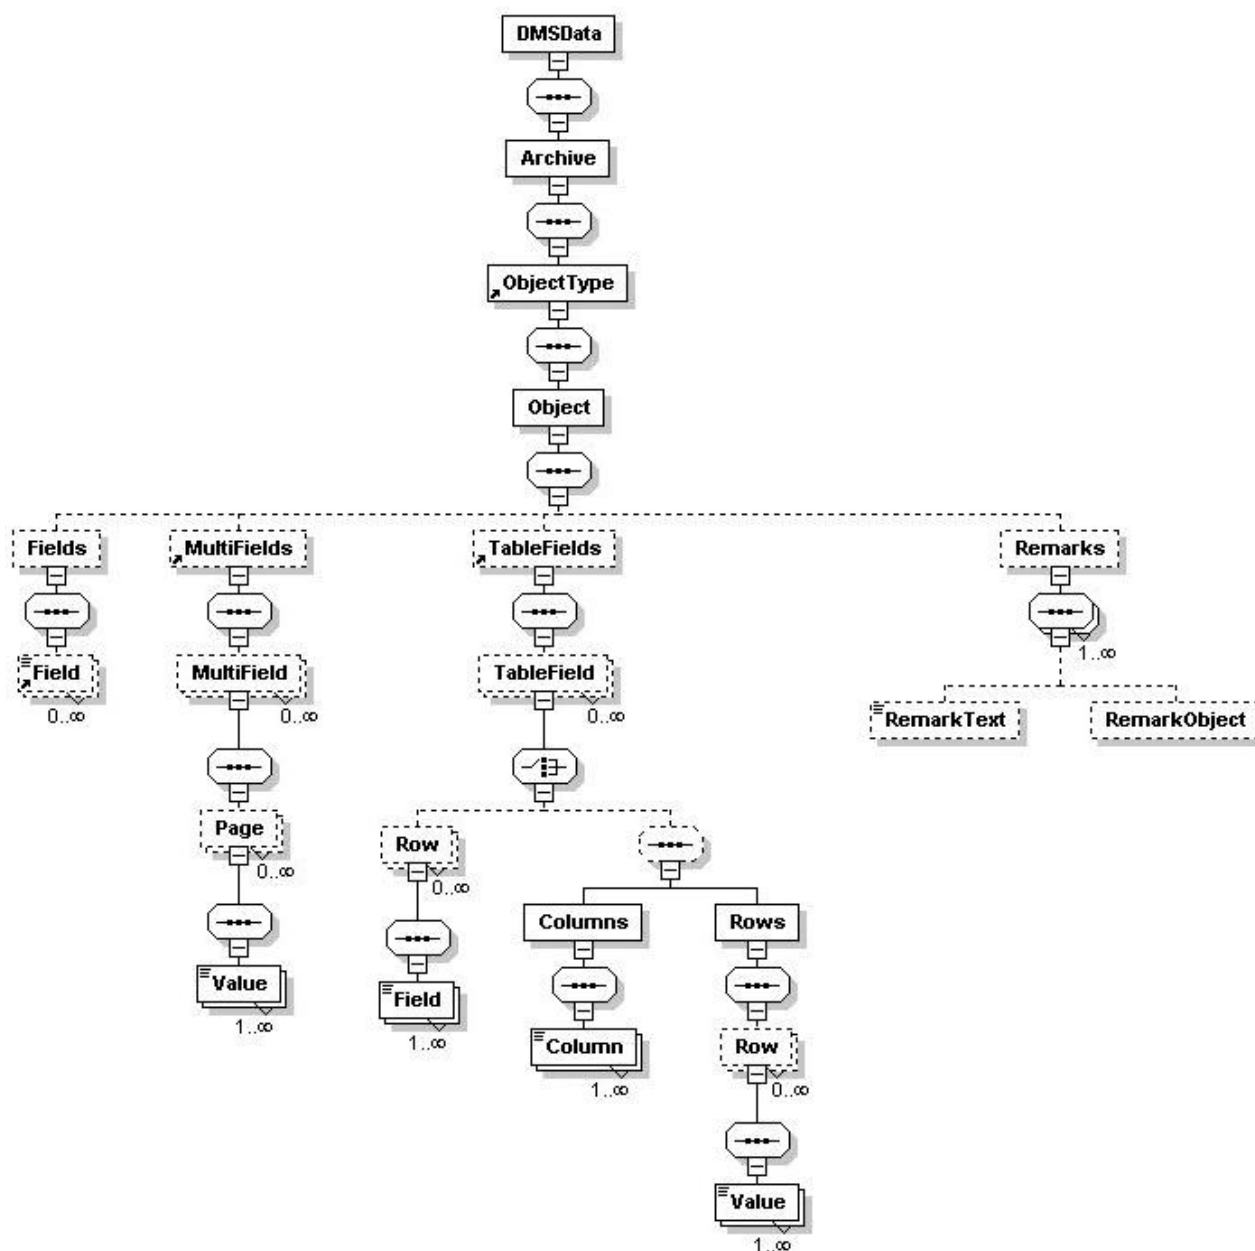 DMSData
Archive
ObjectType
Object
Fields MultiFields TableFields Remarks
Field MultiField TableField 1..∞
0..∞ 0..∞ 0..∞
RemarkText RemarkObject
Page Row
0..∞ 0..∞
Columns Rows
Value Field
1..∞ 1..∞
Column Row
1..∞ 0..∞
Value
1..∞